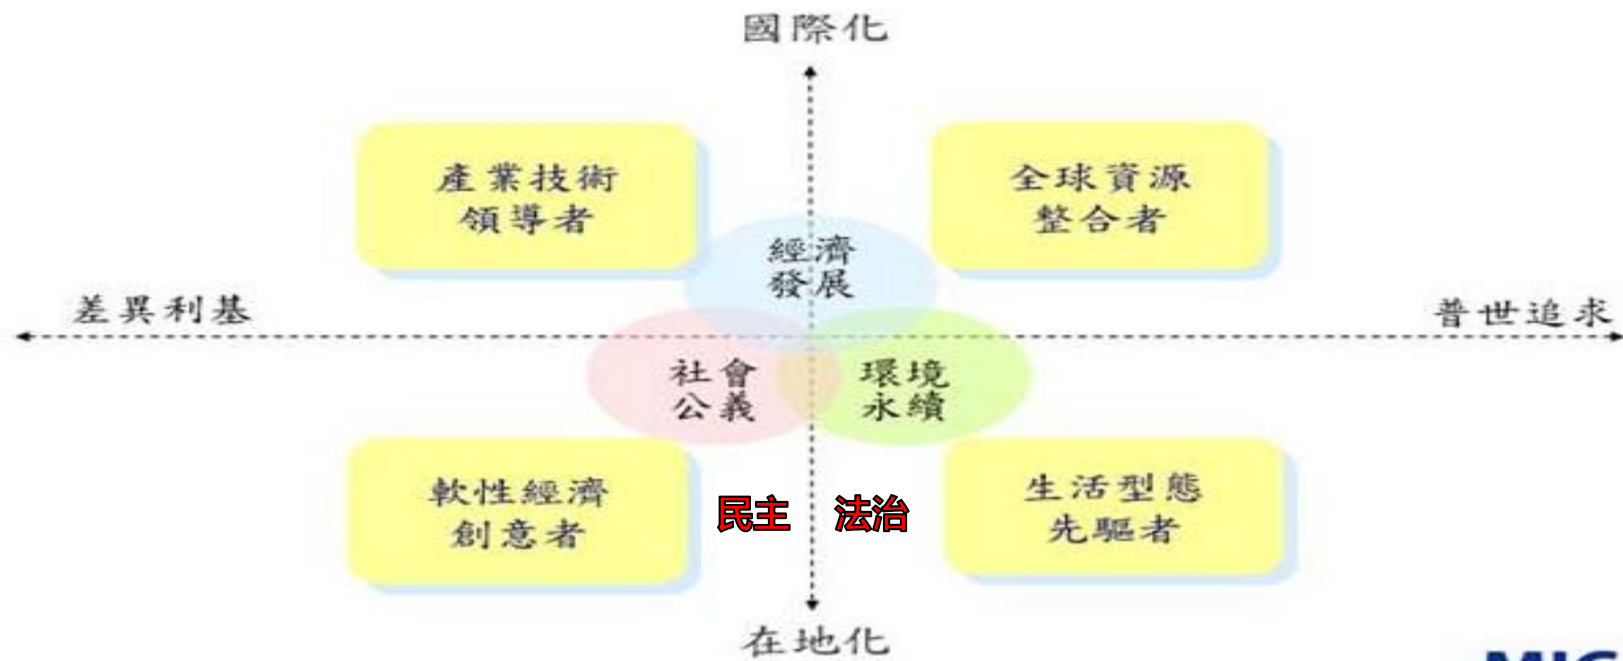 國際化
產業技術
領導者
全球資源
整合者
經濟
發展
差異利基
普世追求
社會
公義
環境
永續
軟性經濟
創意者
民主 法治
生活型態
先驅者
在地化